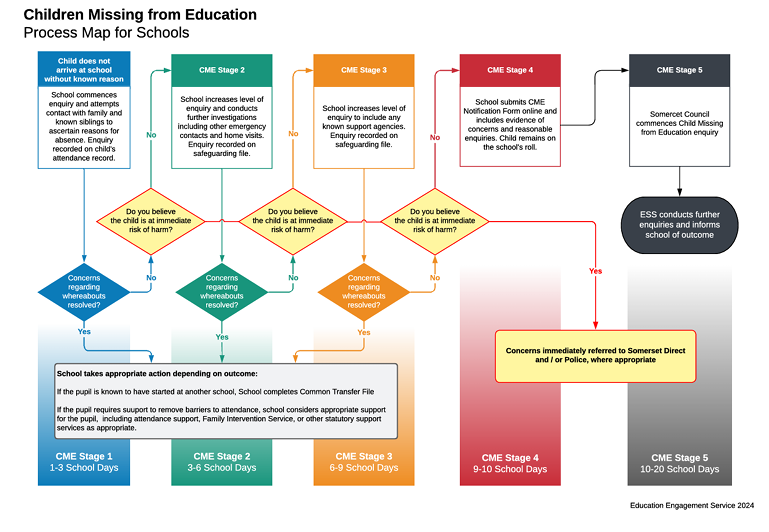 Children Missing from Education
Process Map for Schools
Child does not
arrive at school
without known reason
School commences
enquiry and attempts
contact with family and
known siblings to
ascertain reasons for
absence. Enquiry
recorded on child's
attendance record.
CME Stage 2
School increases level of
enquiry and conducts
further investigations
including other emergency
contacts and home visits.
Enquiry recorded on
safeguarding file.
CME Stage 3
School increases level of
enquiry to include any
known support agencies.
Enquiry recorded on
safeguarding file.
CME Stage 4
School submits CME
Notification Form online and
includes evidence of
concerns and reasonable
enquiries. Child remains on
the school's roll.
CME Stage 5
Somerset Council
commences Child Missing
from Education enquiry
No
No
No
Do you believe
the child is at immediate
risk of harm?
Do you believe
the child is at immediate
risk of harm?
Do you believe
the child is at immediate
risk of harm?
ESS conducts further
enquiries and informs
school of outcome
Concerns
regarding
whereabouts
resolved?
No
Concerns
regarding
whereabouts
resolved?
No
Concerns
regarding
whereabouts
resolved?
No
Yes
Yes
Yes
Yes
Concerns immediately referred to Somerset Direct
and / or Police, where appropriate
School takes appropriate action depending on outcome:
If the pupil is known to have started at another school, School completes Common Transfer File
If the pupil requires support to remove barriers to attendance, school considers appropriate support
for the pupil, including attendance support, Family Intervention Service, or other statutory support
services as appropriate.
CME Stage 1
1-3 School Days
CME Stage 2
3-6 School Days
CME Stage 3
6-9 School Days
CME Stage 4
9-10 School Days
CME Stage 5
10-20 School Days
Education Engagement Service 2024